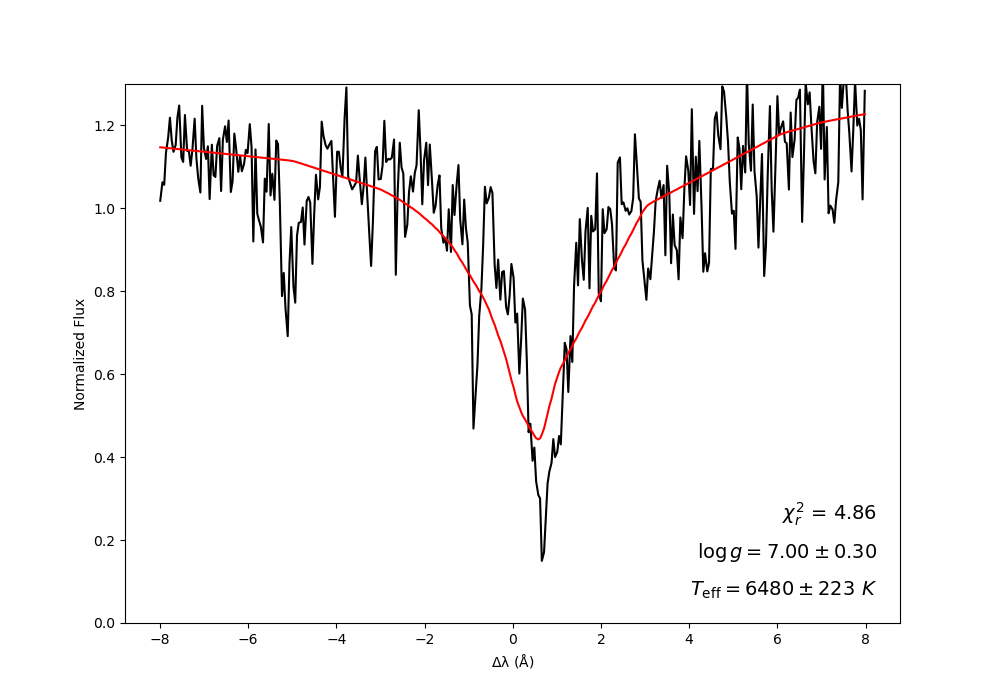 1.2
1.0
0.8
0.6
0.4
0.2
0.0
Normalized Flux
χ²ᵣ = 4.86
log g = 7.00 ± 0.30
T_eff = 6480 ± 223 K
−8 −6 −4 −2 0 2 4 6 8
Δλ (Å)